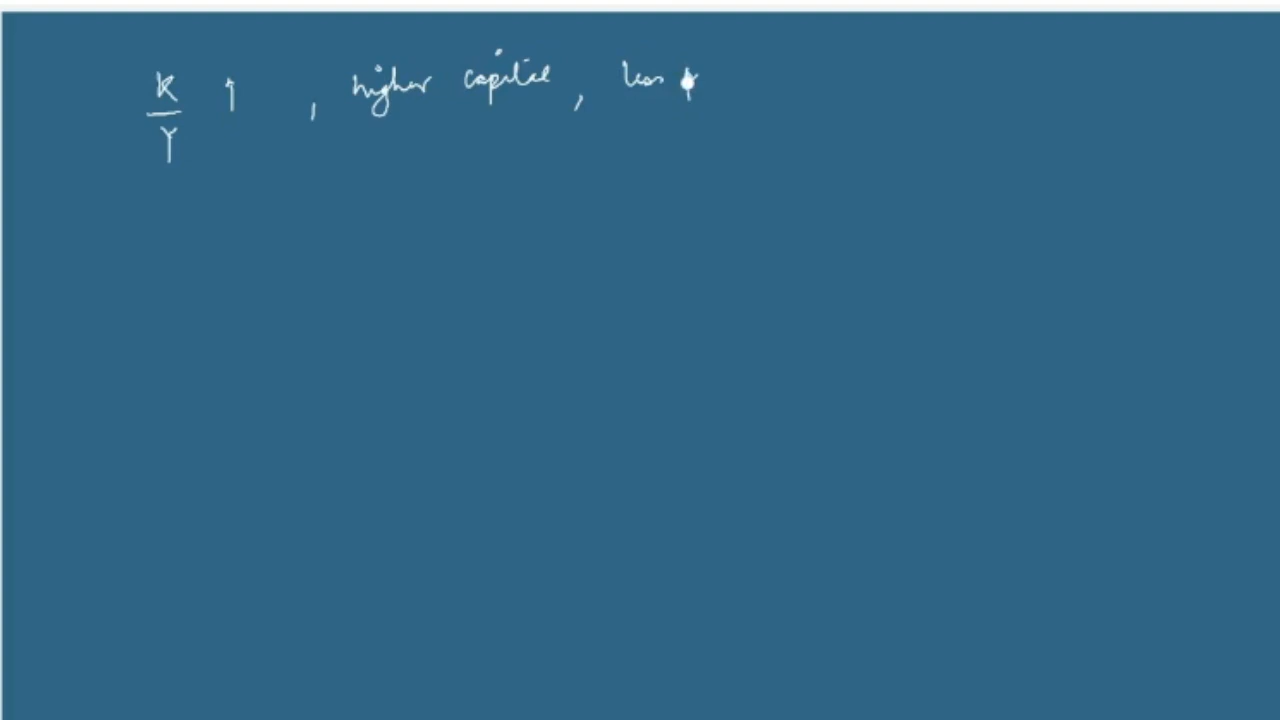 K/Y ↑ , higher capital , less